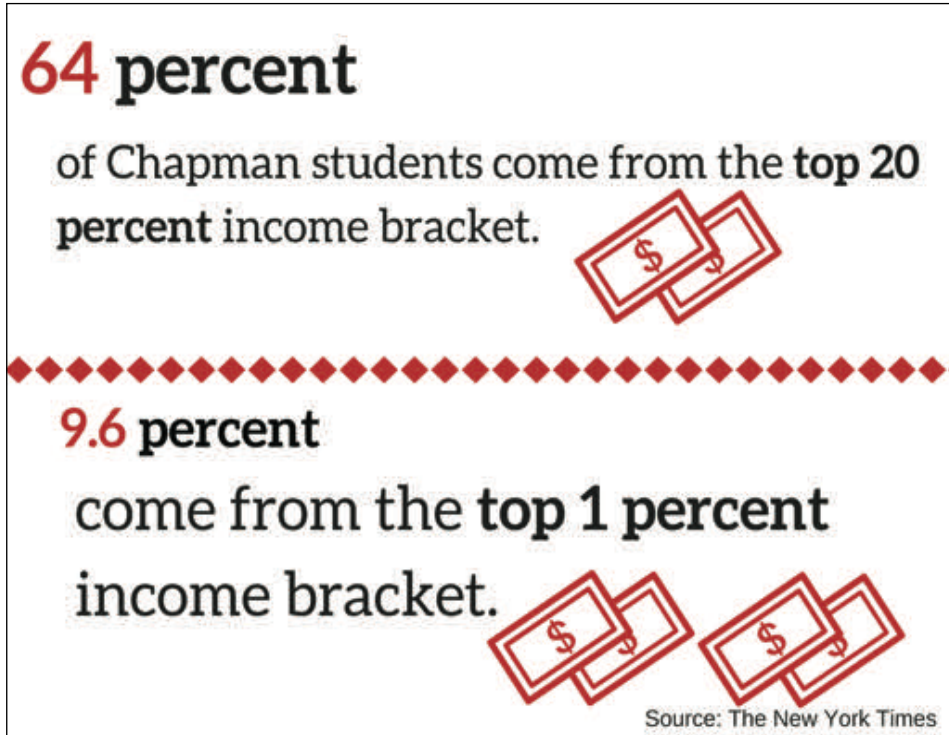 64 percent
of Chapman students come from the top 20
percent income bracket.
$ $
9.6 percent
come from the top 1 percent
income bracket.
$ $ $ $
Source: The New York Times